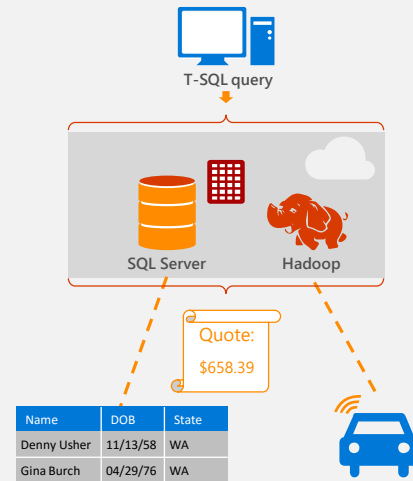 T-SQL query
SQL Server
Hadoop
Quote:
$658.39
Name DOB State
Denny Usher 11/13/58 WA
Gina Burch 04/29/76 WA